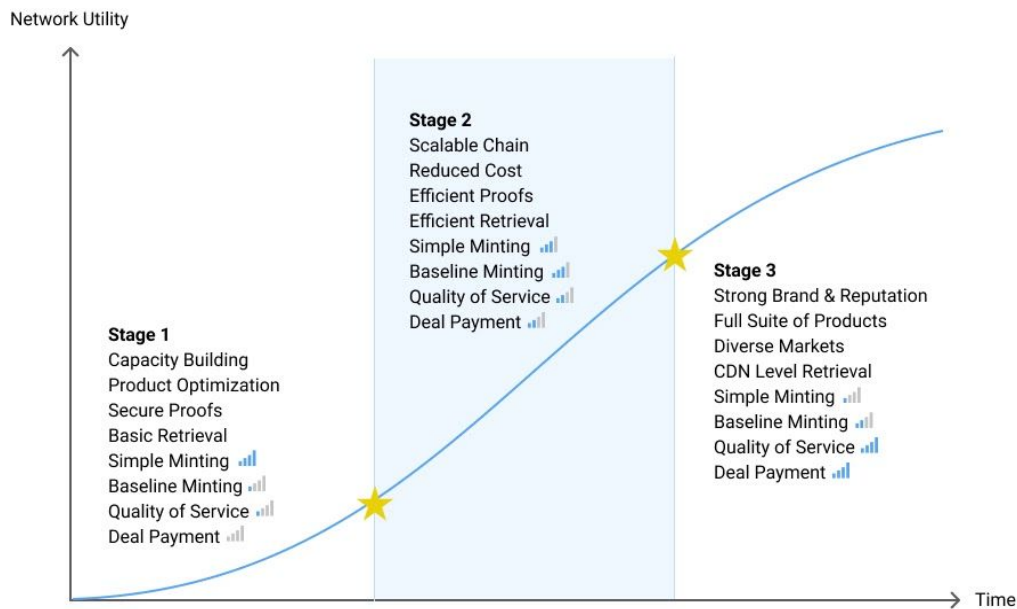 Network Utility
Stage 1
Capacity Building
Product Optimization
Secure Proofs
Basic Retrieval
Simple Minting
Baseline Minting
Quality of Service
Deal Payment
Stage 2
Scalable Chain
Reduced Cost
Efficient Proofs
Efficient Retrieval
Simple Minting
Baseline Minting
Quality of Service
Deal Payment
Stage 3
Strong Brand & Reputation
Full Suite of Products
Diverse Markets
CDN Level Retrieval
Simple Minting
Baseline Minting
Quality of Service
Deal Payment
Time